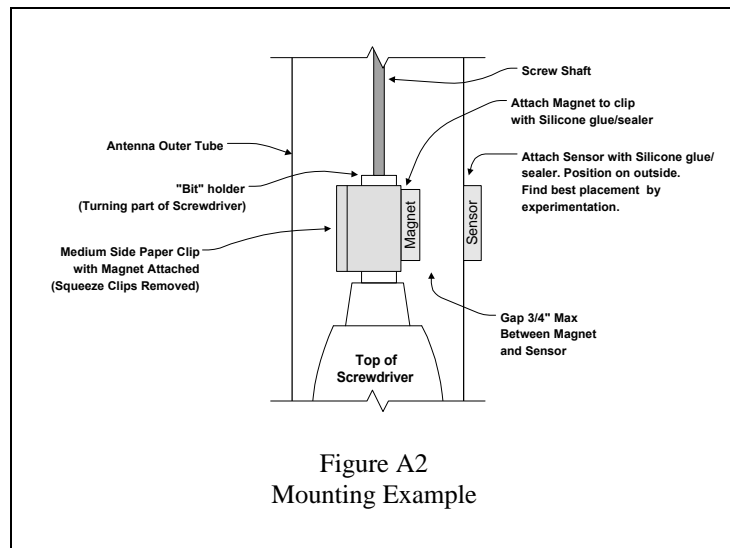 Screw Shaft
Attach Magnet to clip
with Silicone glue/sealer
Antenna Outer Tube
Attach Sensor with Silicone glue/
sealer. Position on outside.
Find best placement by
experimentation.
"Bit" holder
(Turning part of Screwdriver)
Magnet
Sensor
Medium Side Paper Clip
with Magnet Attached
(Squeeze Clips Removed)
Gap 3/4" Max
Between Magnet
and Sensor
Top of
Screwdriver
Figure A2
Mounting Example